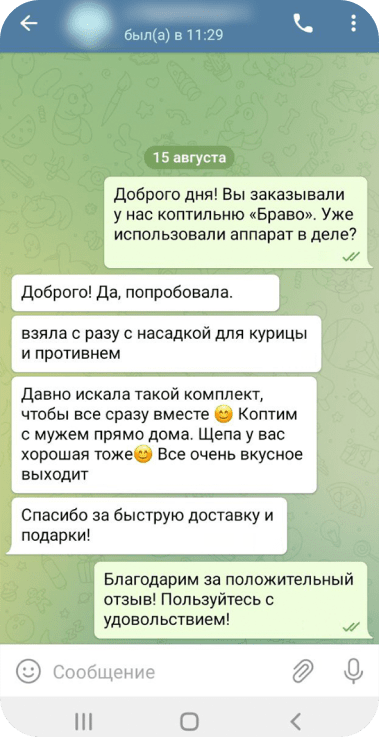 был(а) в 11:29
15 августа
Доброго дня! Вы заказывали
у нас коптильню «Браво». Уже
использовали аппарат в деле?
Доброго! Да, попробовала.
взяла с разу с насадкой для курицы
и противнем
Давно искала такой комплект,
чтобы все сразу вместе 😊 Коптим
с мужем прямо дома. Щепа у вас
хорошая тоже😊 Все очень вкусное
выходит
Спасибо за быструю доставку и
подарки!
Благодарим за положительный
отзыв! Пользуйтесь с
удовольствием!
Сообщение